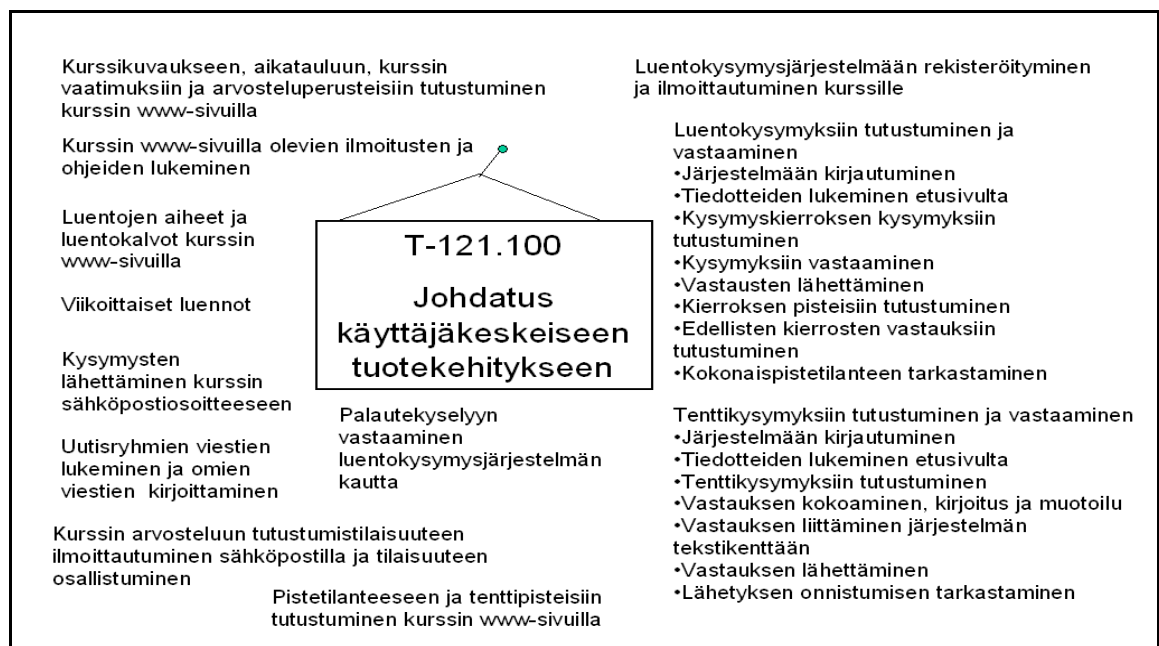 Kurssikuvaukseen, aikatauluun, kurssin
vaatimuksiin ja arvosteluperusteisiin tutustuminen
kurssin www-sivuilla
Kurssin www-sivuilla olevien ilmoitusten ja
ohjeiden lukeminen
Luentojen aiheet ja
luentokalvot kurssin
www-sivuilla
Viikoittaiset luennot
Kysymysten
lähettäminen kurssin
sähköpostiosoitteeseen
Uutisryhmien viestien
lukeminen ja omien
viestien kirjoittaminen
T-121.100
Johdatus
käyttäjäkeskeiseen
tuotekehitykseen
Palautekyselyyn
vastaaminen
luentokysymysjärjestelmän
kautta
Kurssin arvosteluun tutustumistilaisuuteen
ilmoittautuminen sähköpostilla ja tilaisuuteen
osallistuminen
Pistetilanteeseen ja tenttipisteisiin
tutustuminen kurssin www-sivuilla
Luentokysymysjärjestelmään rekisteröityminen
ja ilmoittautuminen kurssille
Luentokysymyksiin tutustuminen ja
vastaaminen
•Järjestelmään kirjautuminen
•Tiedotteiden lukeminen etusivulta
•Kysymyskierroksen kysymyksiin
tutustuminen
•Kysymyksiin vastaaminen
•Vastausten lähettäminen
•Kierroksen pisteisiin tutustuminen
•Edellisten kierrosten vastauksiin
tutustuminen
•Kokonaispistetilanteen tarkastaminen
Tenttikysymyksiin tutustuminen ja vastaaminen
•Järjestelmään kirjautuminen
•Tiedotteiden lukeminen etusivulta
•Tenttikysymyksiin tutustuminen
•Vastauksen kokoaminen, kirjoitus ja muotoilu
•Vastauksen liittäminen järjestelmän
tekstikenttään
•Vastauksen lähettäminen
•Lähetyksen onnistumisen tarkastaminen